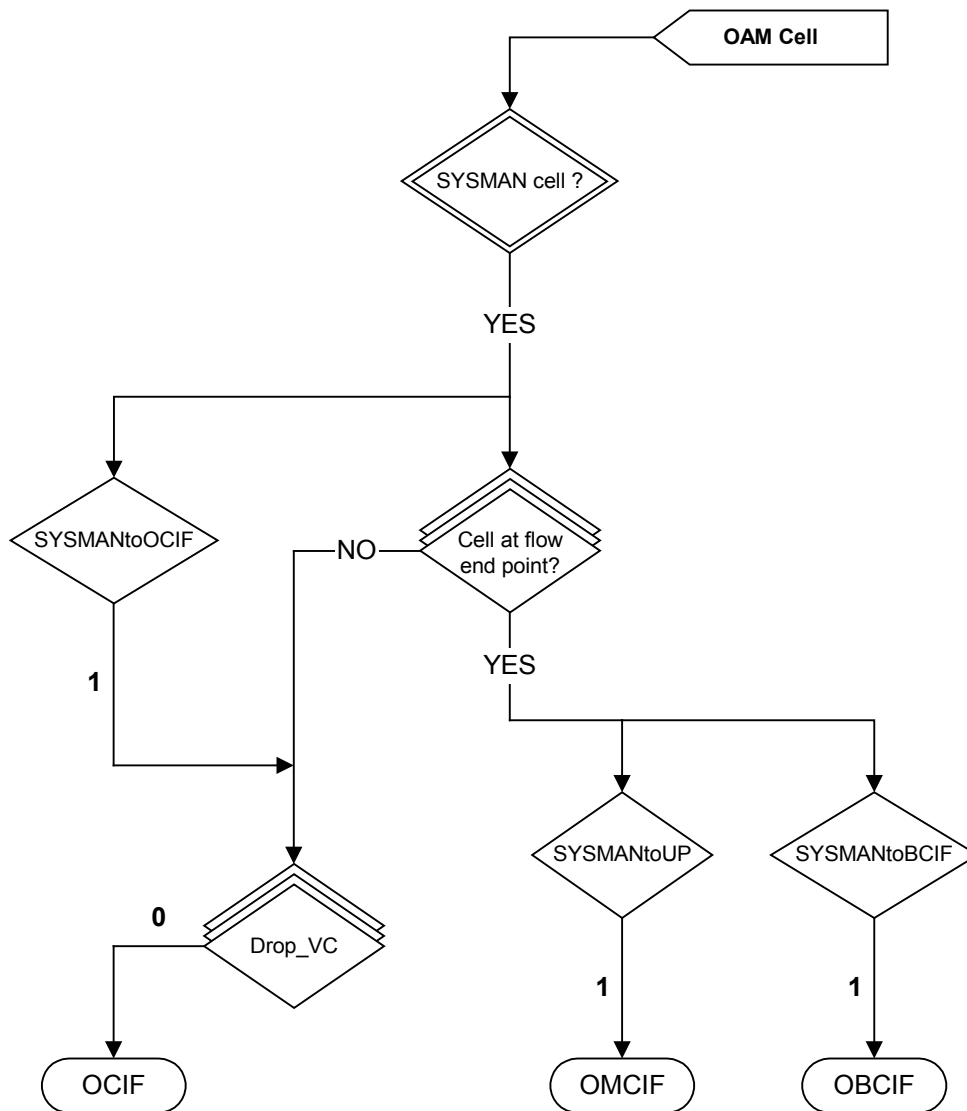 OAM Cell
SYSMAN cell ?
YES
SYSMANtoOCIF
Cell at flow
end point?
NO
YES
1
SYSMANtoUP
SYSMANtoBCIF
0
Drop_VC
1
1
OCIF
OMCIF
OBCIF